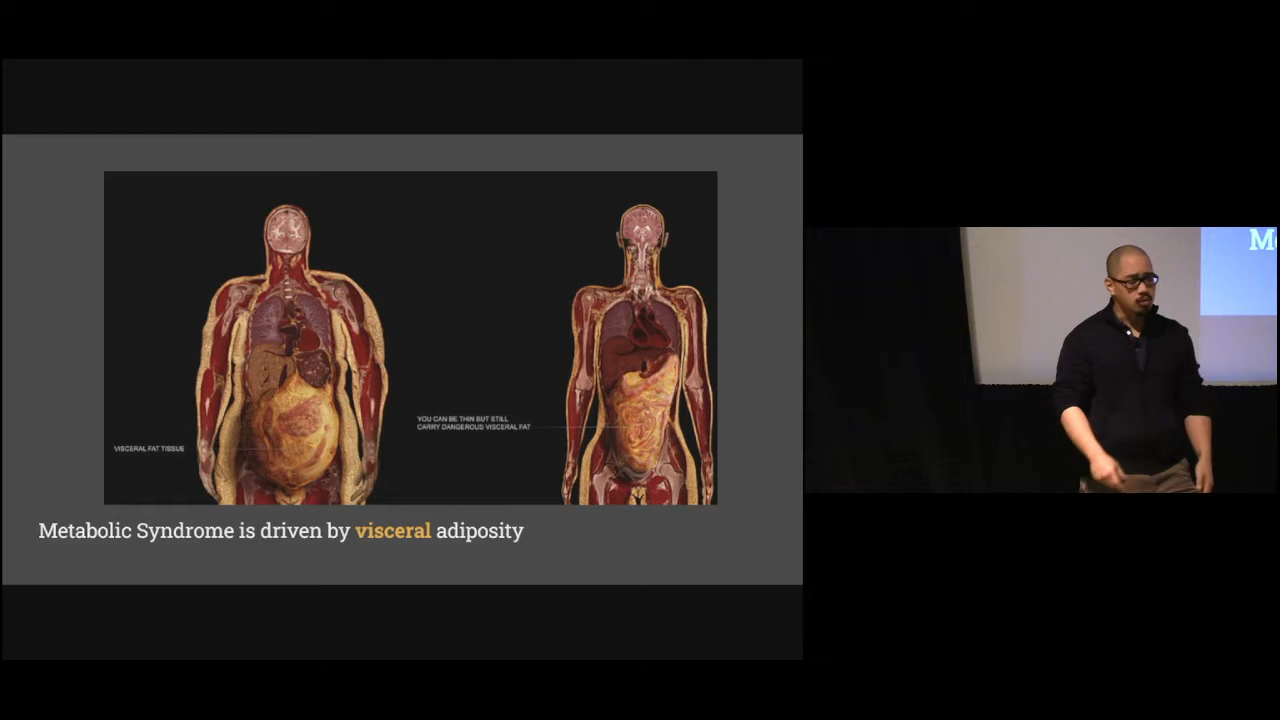 YOU CAN BE THIN BUT STILL
CARRY DANGEROUS VISCERAL FAT
VISCERAL FAT TISSUE
Metabolic Syndrome is driven by visceral adiposity